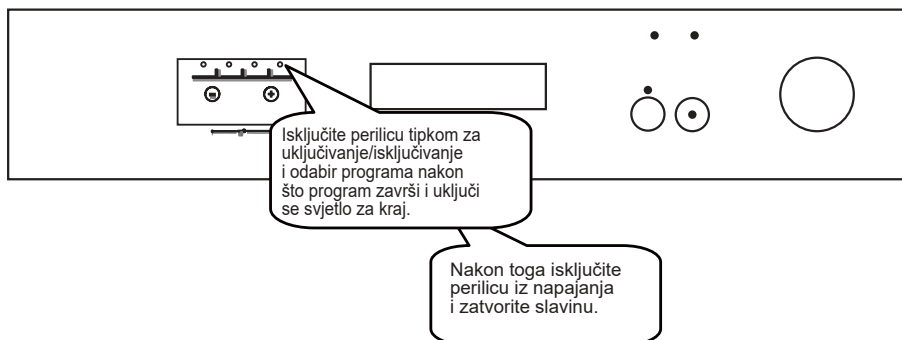 Isključite perilicu tipkom za
uključivanje/isključivanje
i odabir programa nakon
što program završi i uključi
se svjetlo za kraj.
Nakon toga isključite
perilicu iz napajanja
i zatvorite slavinu.